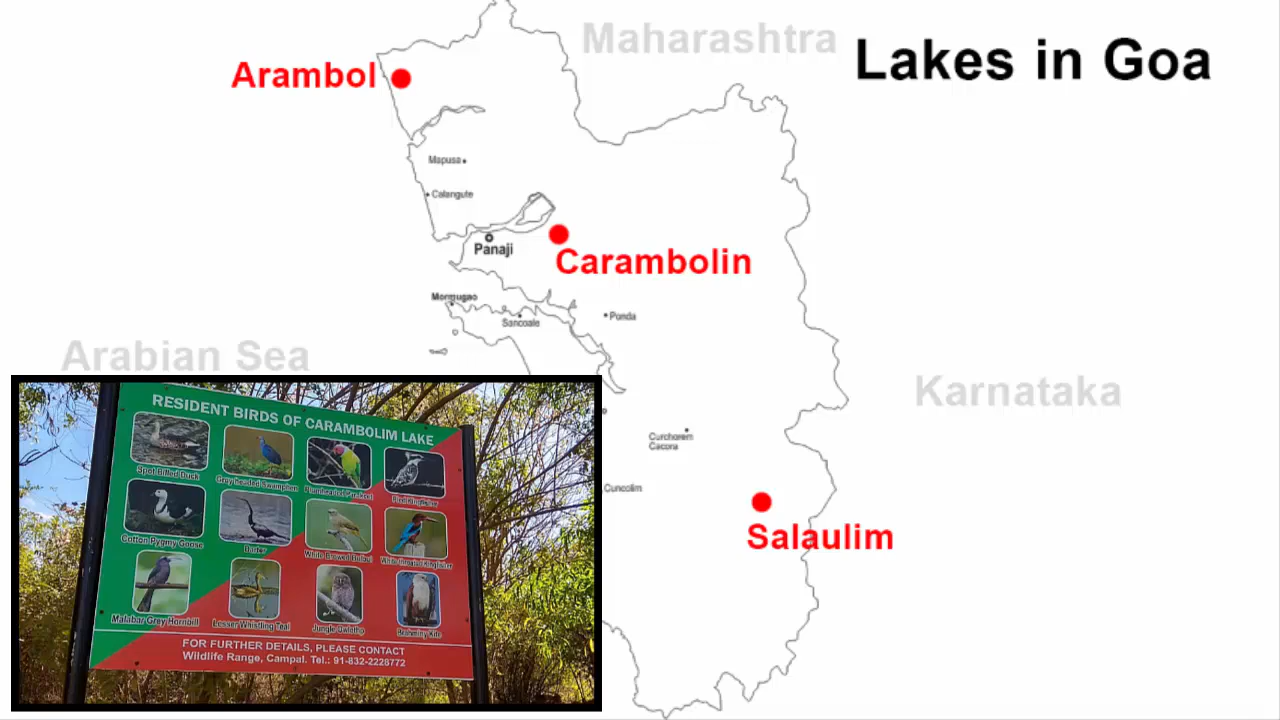 Lakes in Goa
Maharashtra
Arambol
Mapusa
Calangute
Panaji
Carambolin
Mormugao
Sancoale
Ponda
Arabian Sea
Karnataka
Curchorem
Cacora
Cuncolim
Salaulim
RESIDENT BIRDS OF CARAMBOLIM LAKE
Spot Billed Duck
Grey headed Swamphen
Plumheaded Parakeet
Pied Kingfisher
Cotton Pygmy Goose
Darter
White Browed Bulbul
White throated Kingfisher
Malabar Grey Hornbill
Lesser Whistling Teal
Jungle Owlet
Brahminy Kite
FOR FURTHER DETAILS, PLEASE CONTACT
Wildlife Range, Campal. Tel.: 91-832-2228772